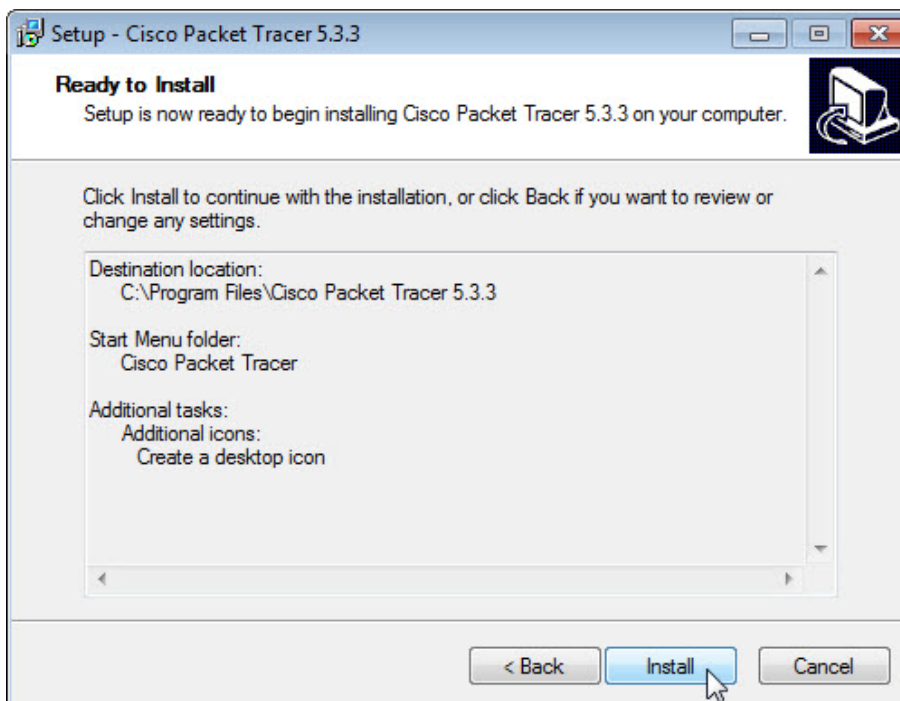 Setup - Cisco Packet Tracer 5.3.3
Ready to Install
Setup is now ready to begin installing Cisco Packet Tracer 5.3.3 on your computer.
Click Install to continue with the installation, or click Back if you want to review or
change any settings.
Destination location:
C:\Program Files\Cisco Packet Tracer 5.3.3
Start Menu folder:
Cisco Packet Tracer
Additional tasks:
Additional icons:
Create a desktop icon
< Back
Install
Cancel